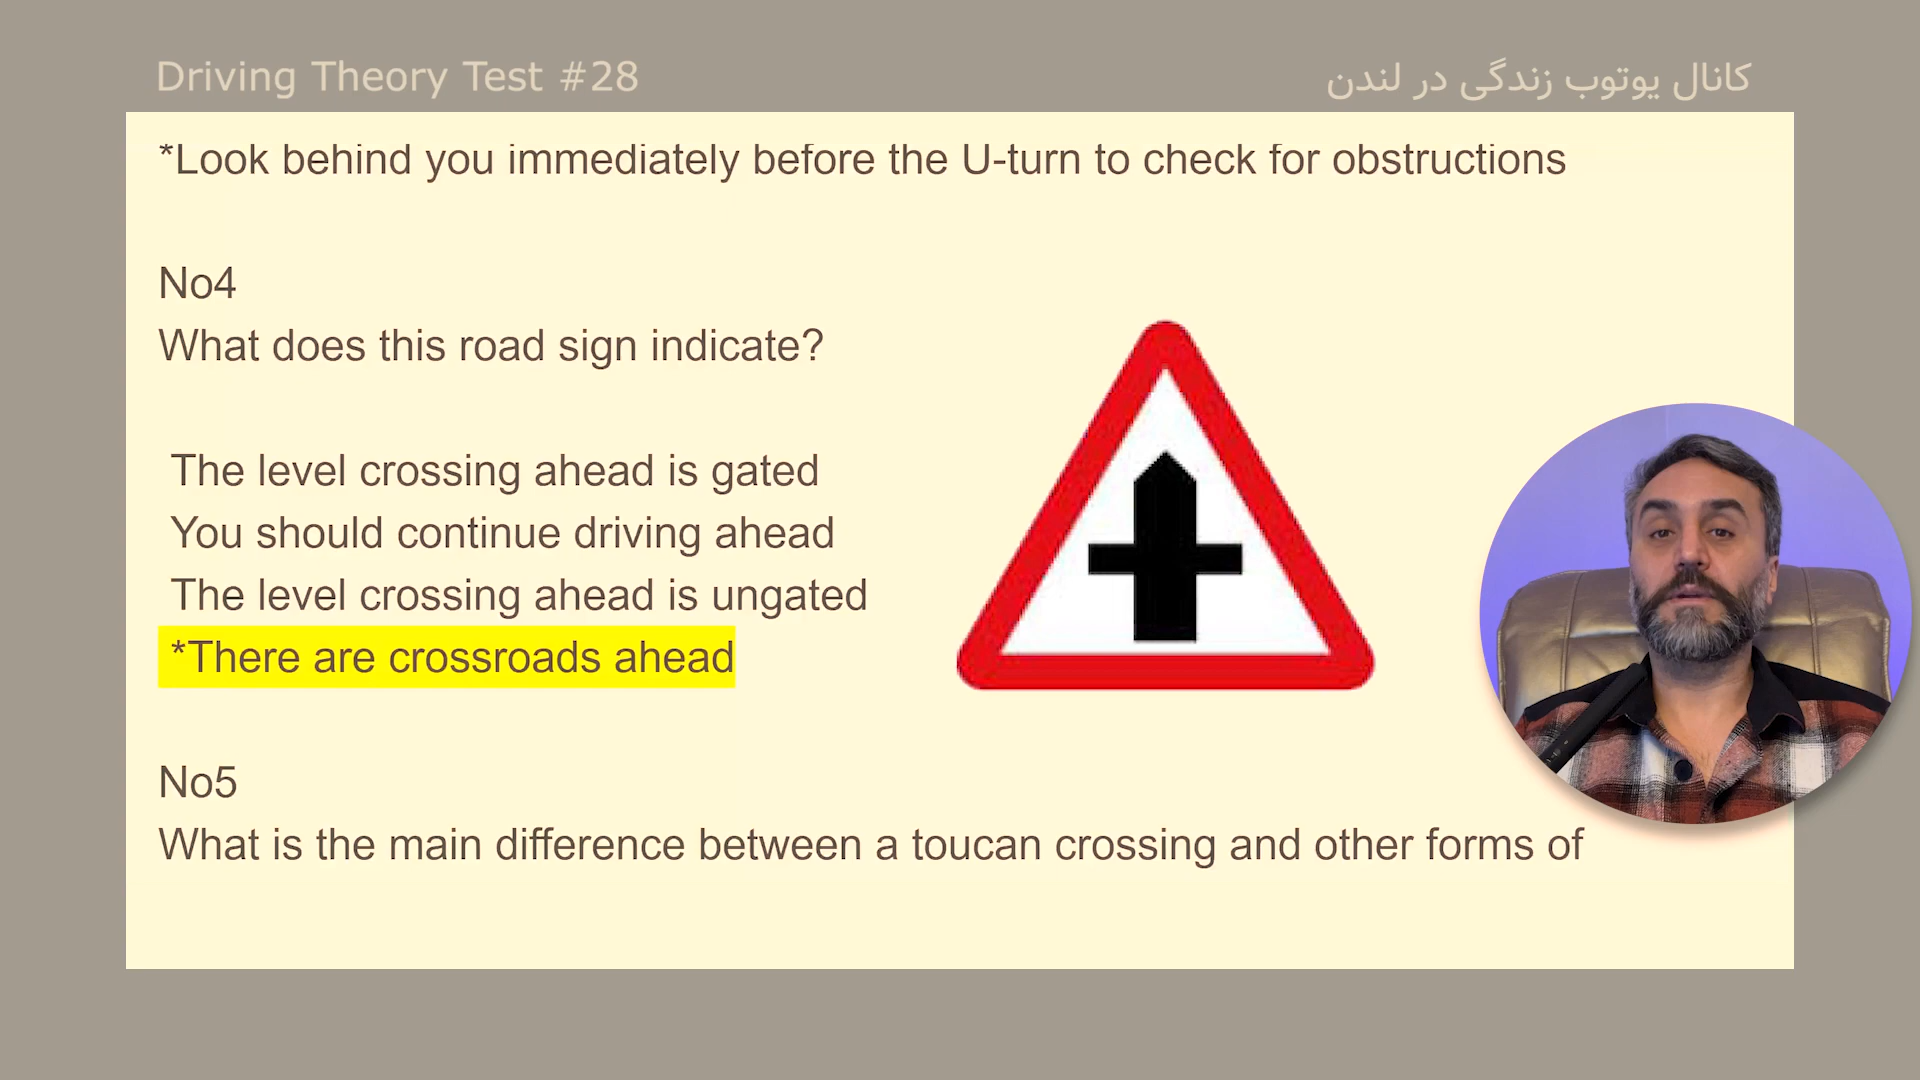 Driving Theory Test #28
کانال یوتوب زندگی در لندن
*Look behind you immediately before the U-turn to check for obstructions
No4
What does this road sign indicate?
The level crossing ahead is gated
You should continue driving ahead
The level crossing ahead is ungated
*There are crossroads ahead
No5
What is the main difference between a toucan crossing and other forms of